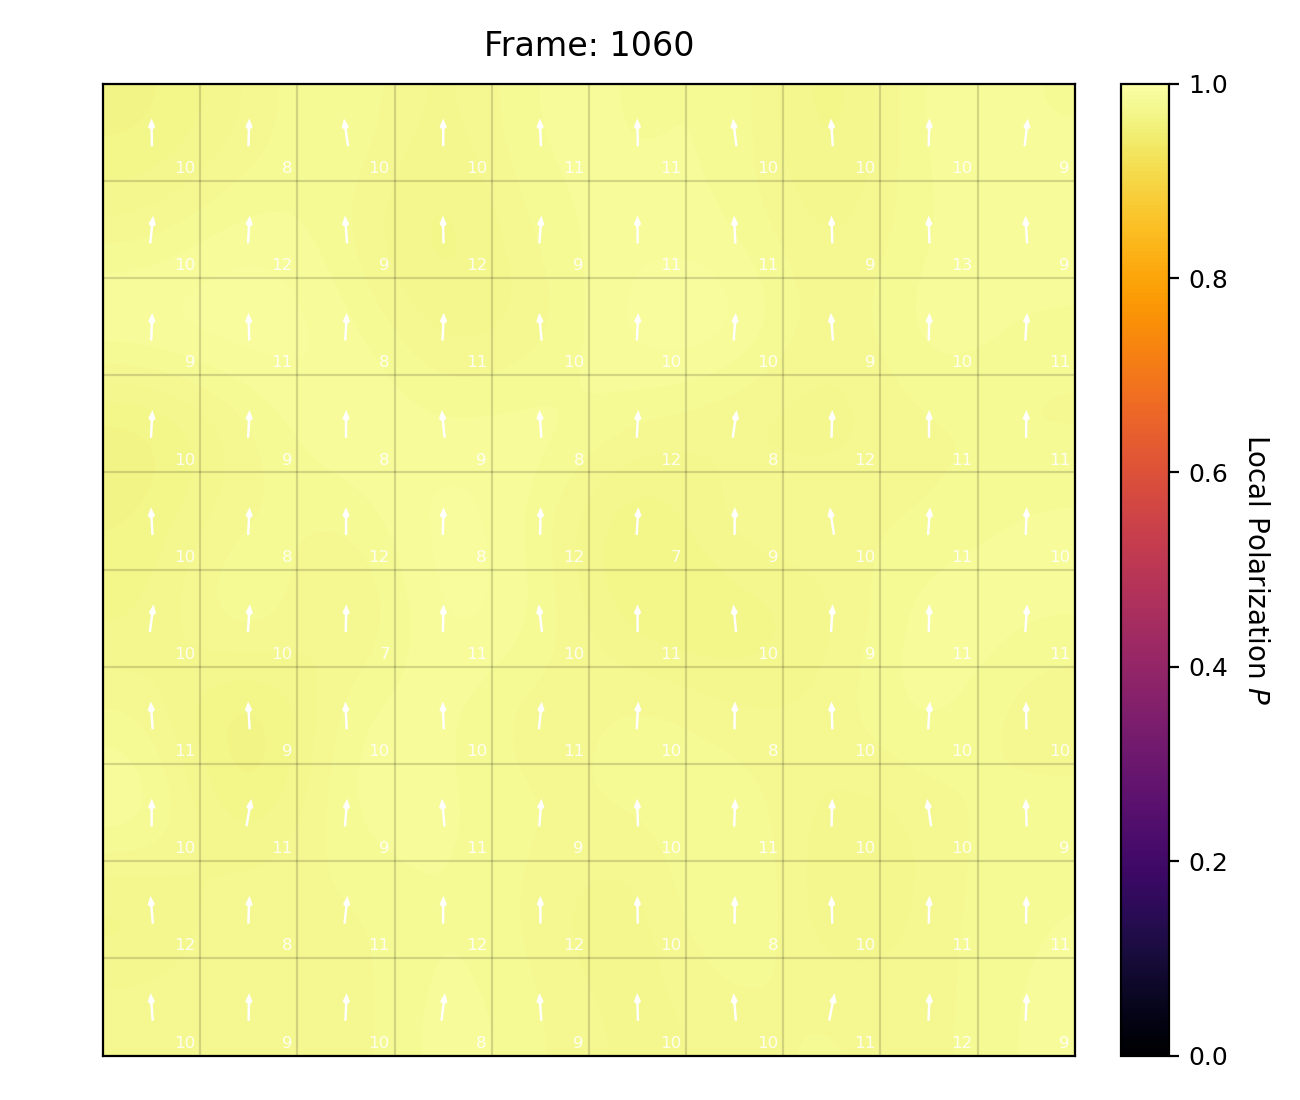 Frame: 1060
10 8 10 10 11 11 10 10 10 9
10 12 9 12 9 11 11 9 13 9
9 11 8 11 10 10 10 9 10 11
10 9 8 9 8 12 8 12 11 11
10 8 12 8 12 7 9 10 11 10
10 10 7 11 10 11 10 9 11 11
11 9 10 10 11 10 8 10 10 10
10 11 9 11 9 10 11 10 10 9
12 8 11 12 12 10 8 10 11 11
10 9 10 8 9 10 10 11 12 9
1.0
0.8
0.6
0.4
0.2
0.0
Local Polarization P